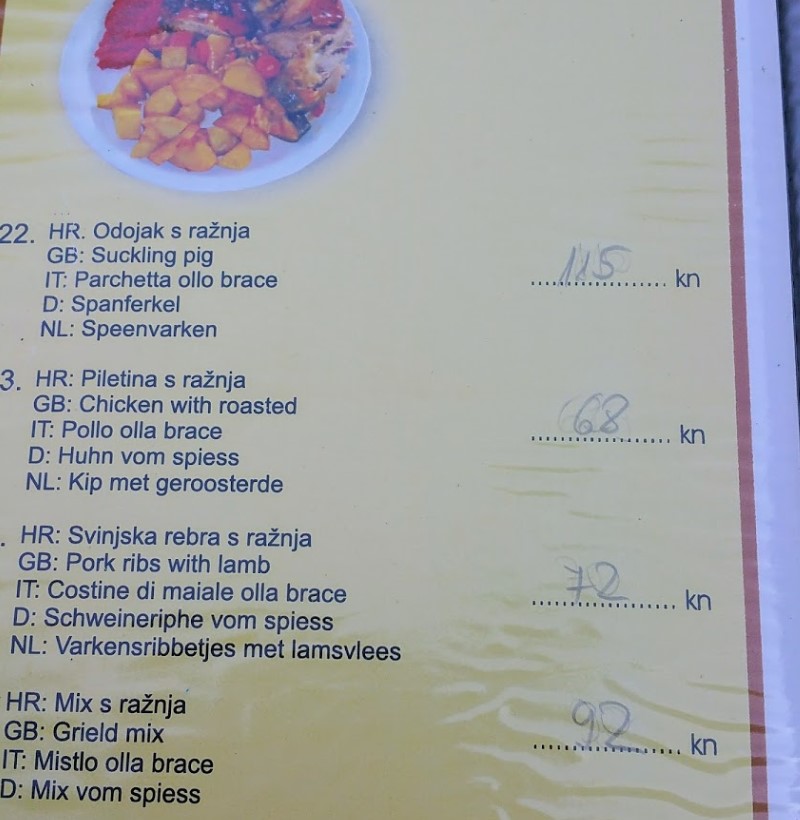 22. HR. Odojak s ražnja
GB: Suckling pig
IT: Parchetta ollo brace
D: Spanferkel
NL: Speenvarken
115 kn
3. HR: Piletina s ražnja
GB: Chicken with roasted
IT: Pollo olla brace
D: Huhn vom spiess
NL: Kip met geroosterde
68 kn
. HR: Svinjska rebra s ražnja
GB: Pork ribs with lamb
IT: Costine di maiale olla brace
D: Schweineriphe vom spiess
NL: Varkensribbetjes met lamsvlees
72 kn
HR: Mix s ražnja
GB: Grield mix
IT: Mistlo olla brace
D: Mix vom spiess
92 kn